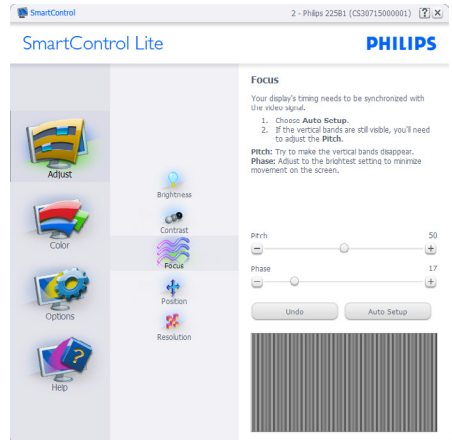 SmartControl
2 - Philips 225B1 (CS30715000001)
?
SmartControl Lite
PHILIPS
Adjust
Color
Options
Help
Brightness
Contrast
Focus
Position
Resolution
Focus
Your display's timing needs to be synchronized with
the video signal.
1. Choose Auto Setup.
2. If the vertical bands are still visible, you'll need
to adjust the Pitch.
Pitch: Try to make the vertical bands disappear.
Phase: Adjust to the brightest setting to minimize
movement on the screen.
Pitch 50
Phase 17
Undo
Auto Setup